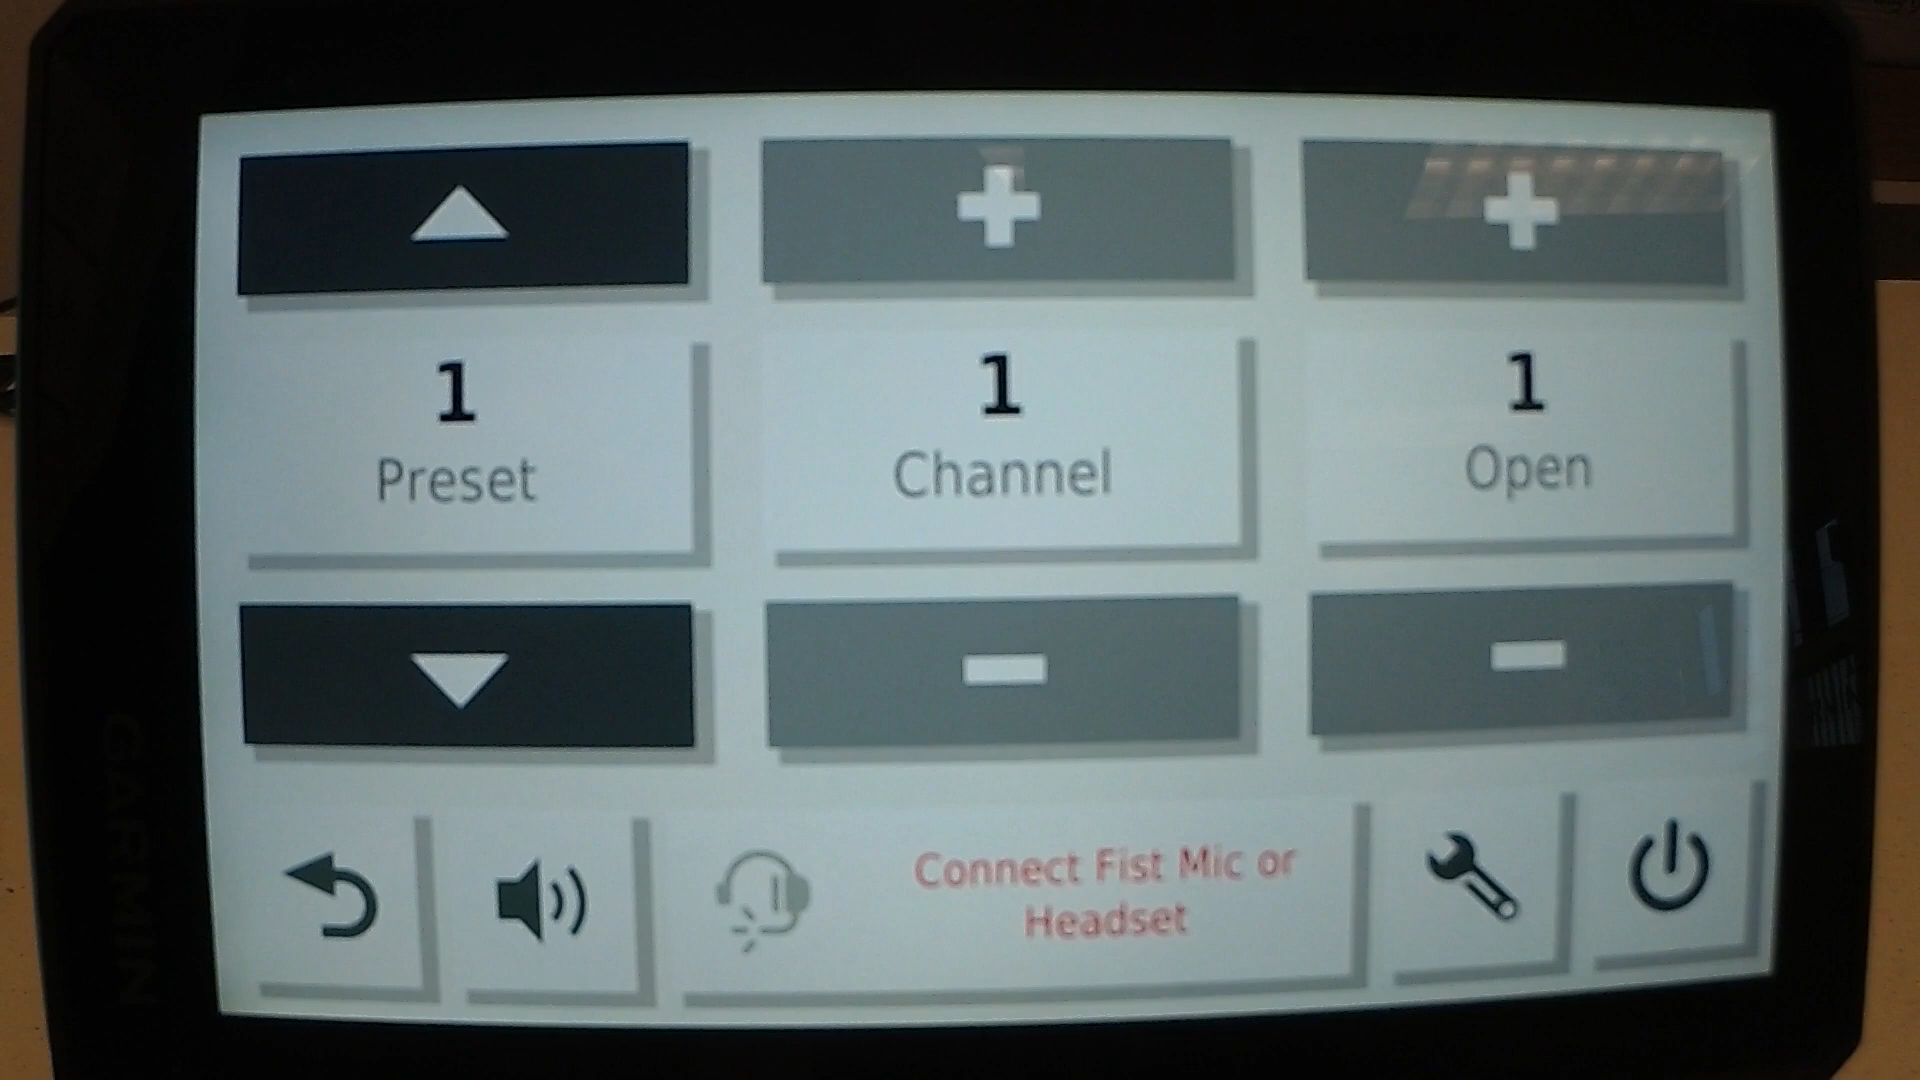 1 1 1
Preset Channel Open
Connect Fist Mic or
Headset
GARMIN